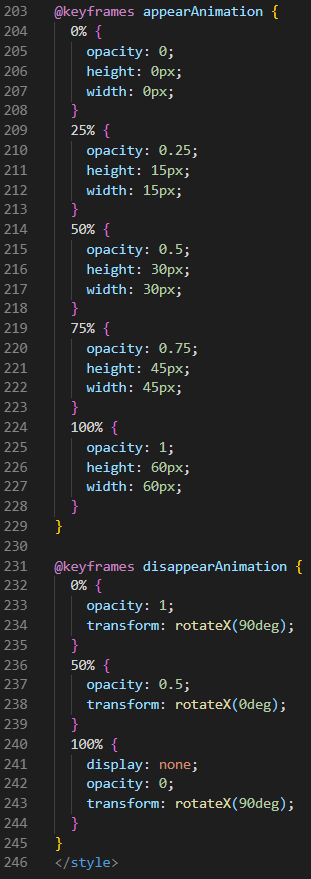 203 @keyframes appearAnimation {
204   0% {
205     opacity: 0;
206     height: 0px;
207     width: 0px;
208   }
209   25% {
210     opacity: 0.25;
211     height: 15px;
212     width: 15px;
213   }
214   50% {
215     opacity: 0.5;
216     height: 30px;
217     width: 30px;
218   }
219   75% {
220     opacity: 0.75;
221     height: 45px;
222     width: 45px;
223   }
224   100% {
225     opacity: 1;
226     height: 60px;
227     width: 60px;
228   }
229 }
230
231 @keyframes disappearAnimation {
232   0% {
233     opacity: 1;
234     transform: rotateX(90deg);
235   }
236   50% {
237     opacity: 0.5;
238     transform: rotateX(0deg);
239   }
240   100% {
241     display: none;
242     opacity: 0;
243     transform: rotateX(90deg);
244   }
245 }
246 </style>